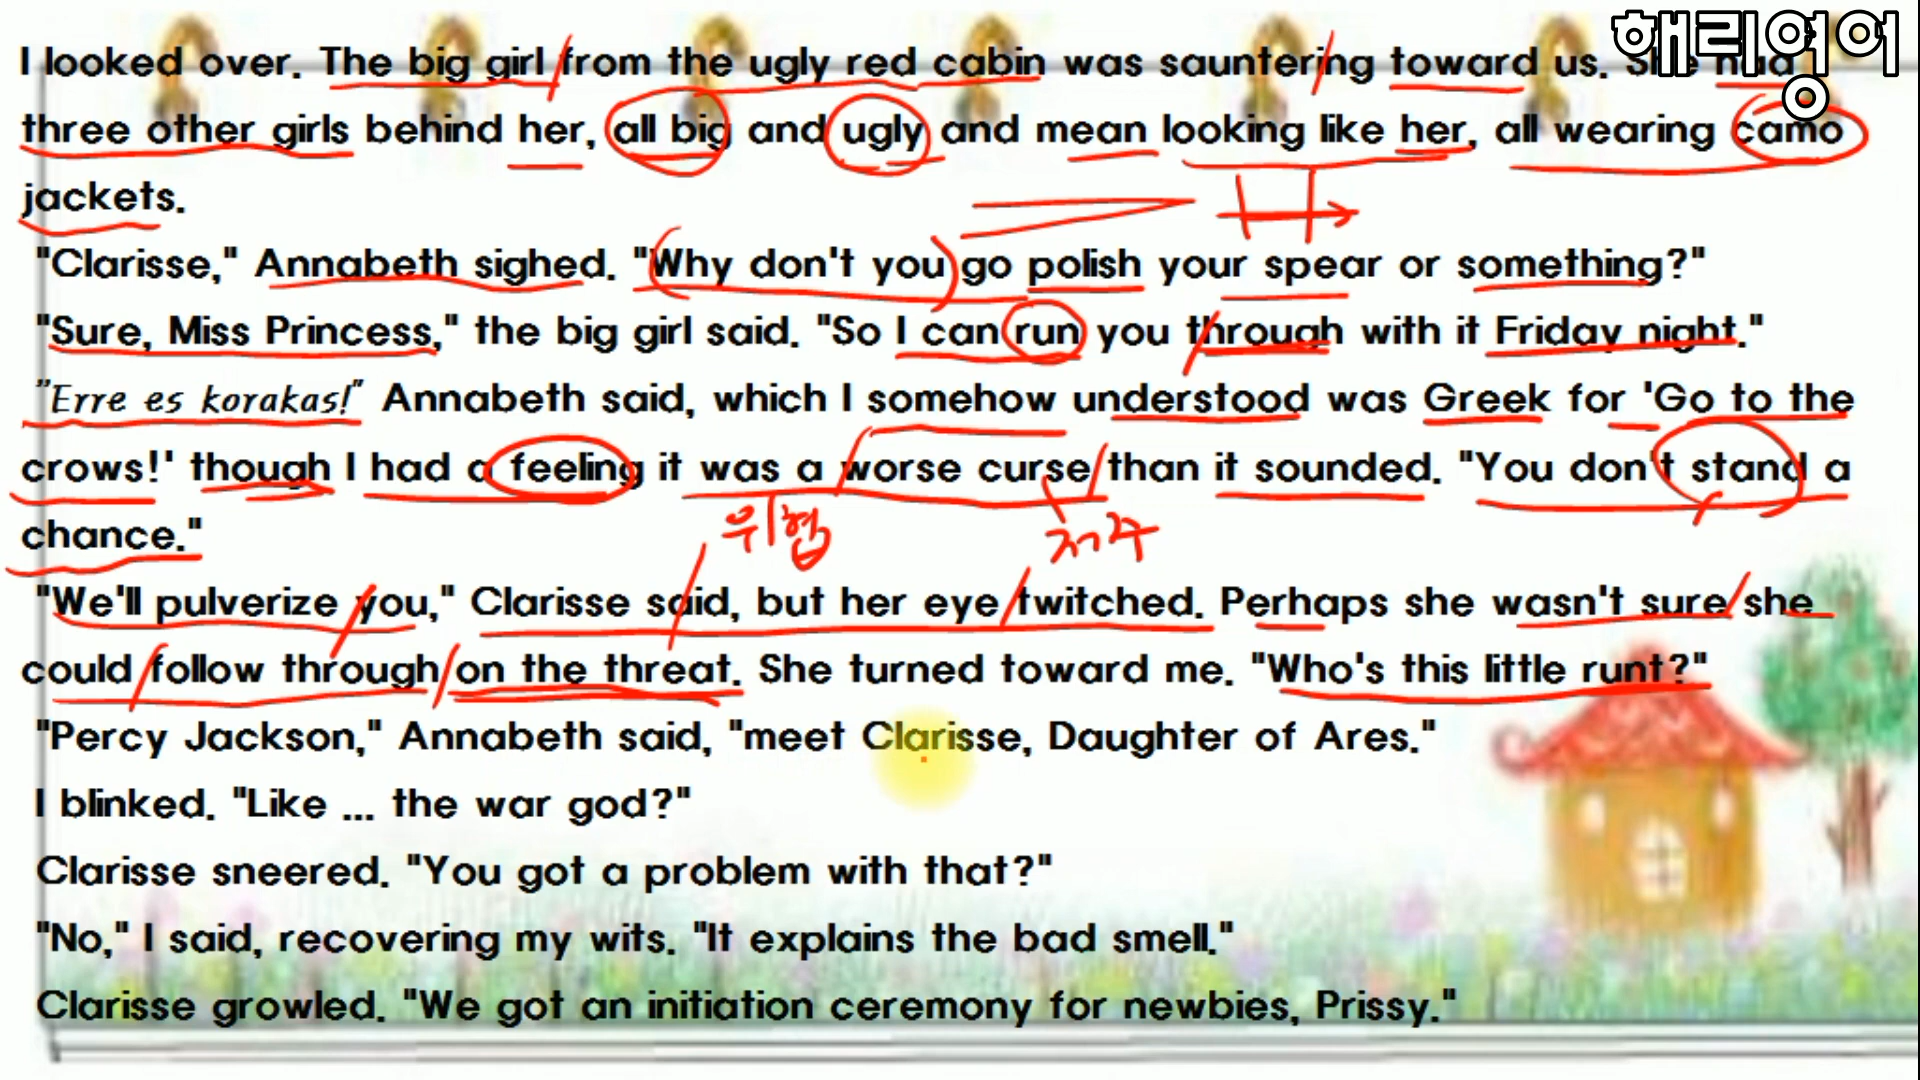 해리영어
I looked over. The big girl from the ugly red cabin was sauntering toward us. She had
three other girls behind her, all big and ugly and mean looking like her, all wearing camo
jackets.
"Clarisse," Annabeth sighed. "Why don't you go polish your spear or something?"
"Sure, Miss Princess," the big girl said. "So I can run you through with it Friday night."
"Erre es korakas!" Annabeth said, which I somehow understood was Greek for 'Go to the
crows!' though I had a feeling it was a worse curse than it sounded. "You don't stand a
chance."
위협
저주
"We'll pulverize you," Clarisse said, but her eye twitched. Perhaps she wasn't sure she
could follow through on the threat. She turned toward me. "Who's this little runt?"
"Percy Jackson," Annabeth said, "meet Clarisse, Daughter of Ares."
I blinked. "Like ... the war god?"
Clarisse sneered. "You got a problem with that?"
"No," I said, recovering my wits. "It explains the bad smell."
Clarisse growled. "We got an initiation ceremony for newbies, Prissy."